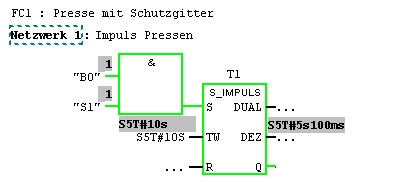 FC1 : Presse mit Schutzgitter
Netzwerk 1: Impuls Pressen
1
&
"B0"
T1
1
S_IMPULS
"S1"
S DUAL ...
S5T#10s
S5T#5s100ms
S5T#10S TW DEZ ...
... R Q